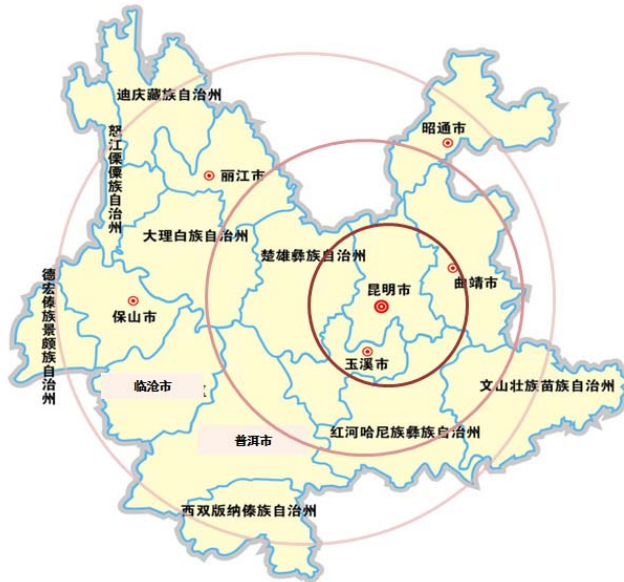 迪庆藏族自治州
昭通市
怒江傈僳族自治州
丽江市
大理白族自治州
楚雄彝族自治州
德宏傣族景颇族自治州
昆明市
曲靖市
保山市
玉溪市
临沧市
文山壮族苗族自治州
普洱市
红河哈尼族彝族自治州
西双版纳傣族自治州